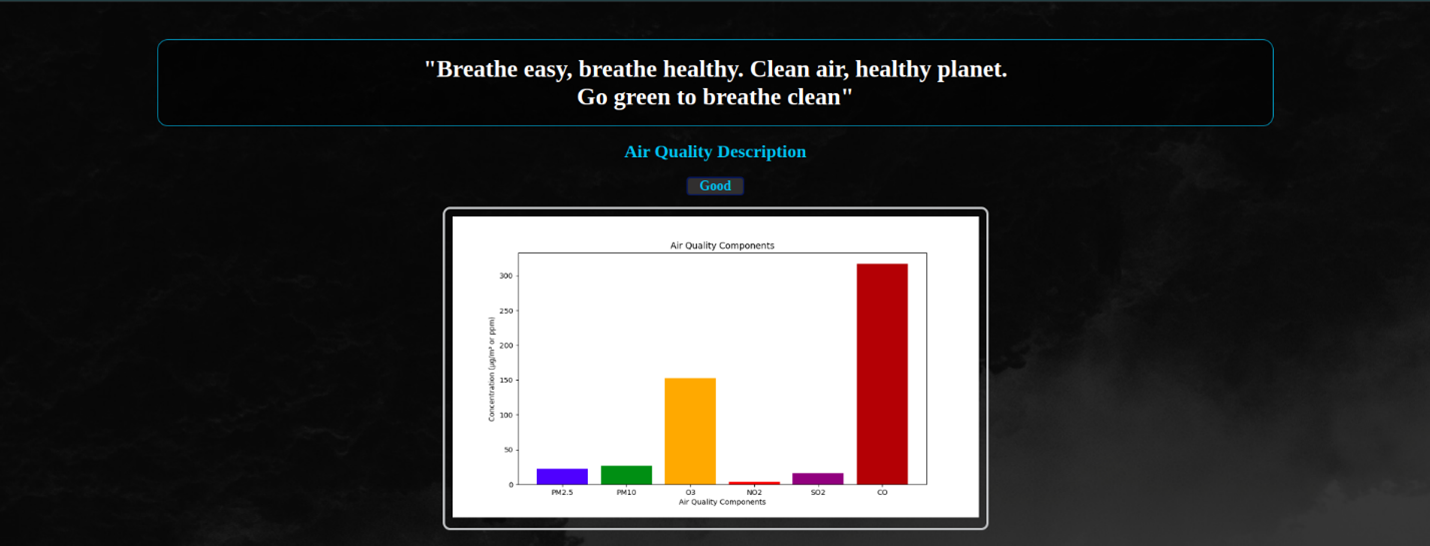 "Breathe easy, breathe healthy. Clean air, healthy planet.
Go green to breathe clean"
Air Quality Description
Good
Air Quality Components
Concentration (µg/m³ or ppm)
300
250
200
150
100
50
0
PM2.5 PM10 O3 NO2 SO2 CO
Air Quality Components